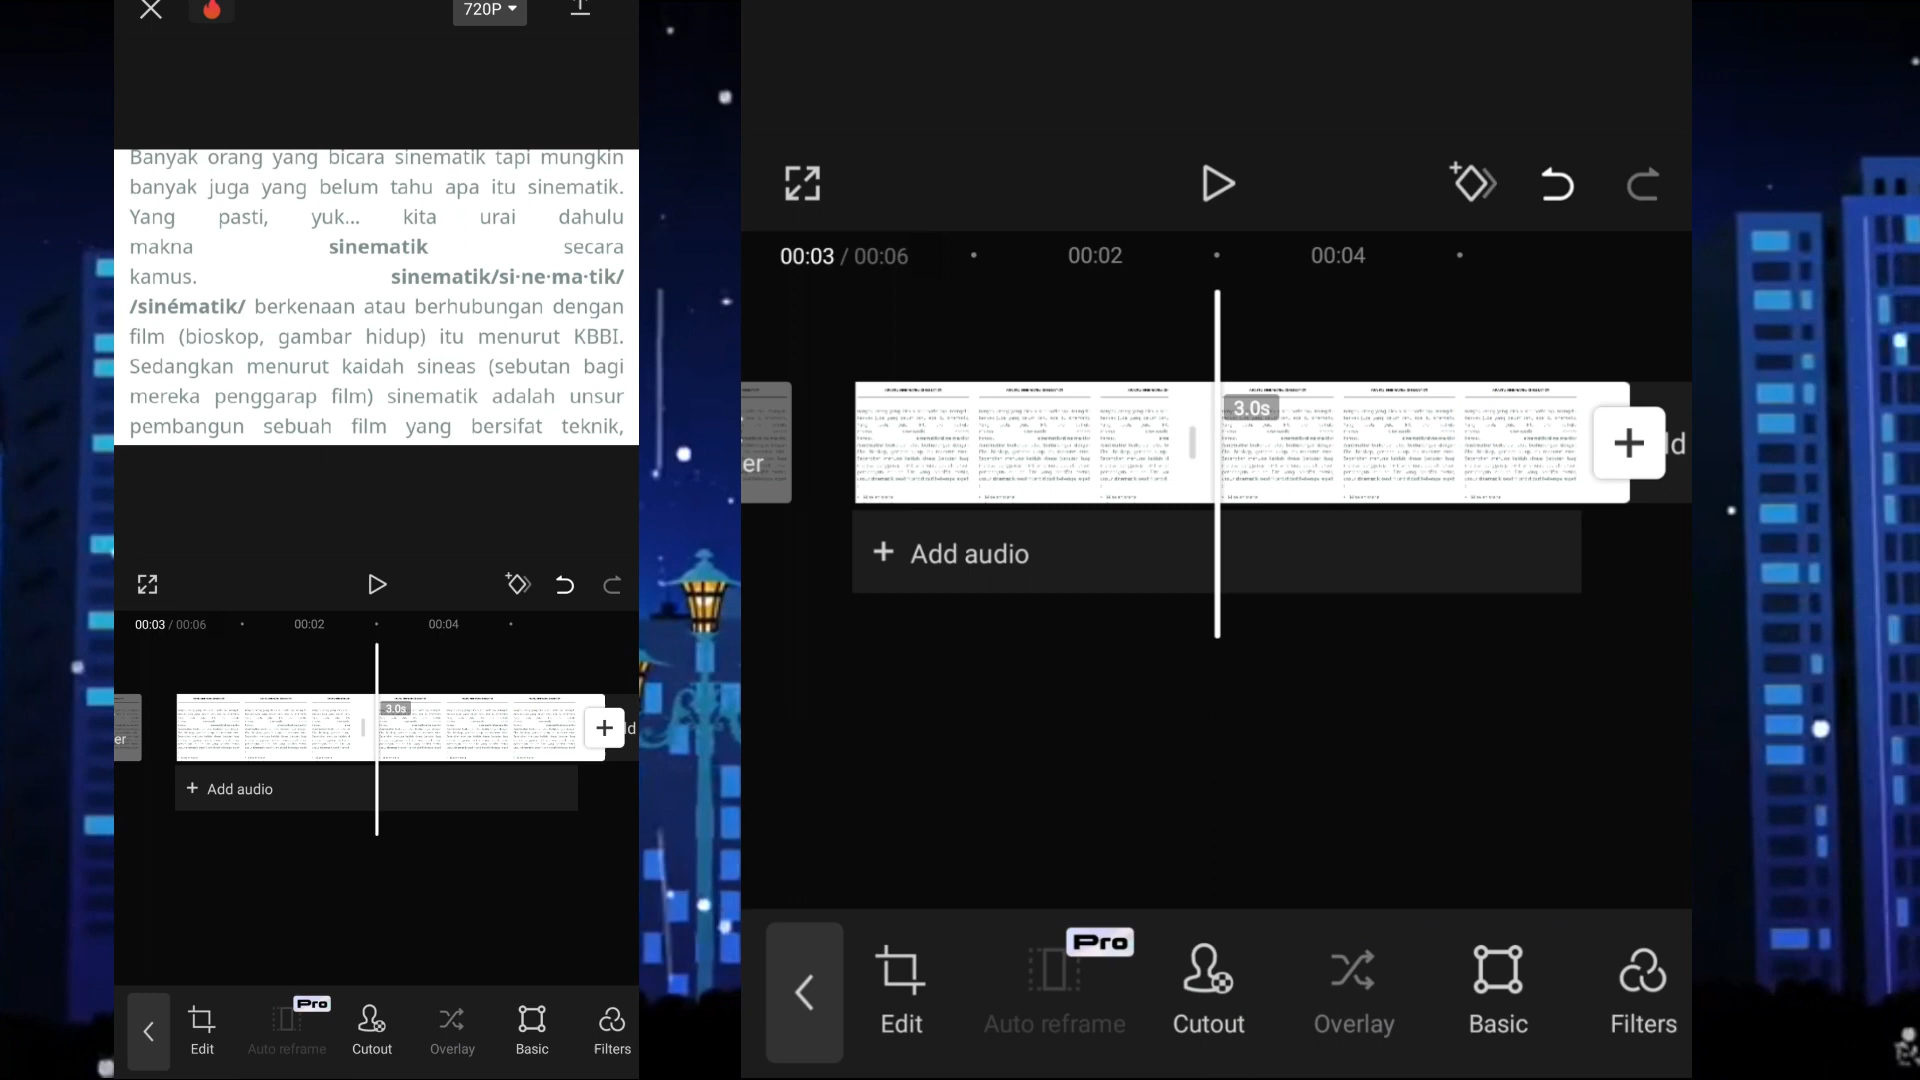 720P
Banyak orang yang bicara sinematik tapi mungkin
banyak juga yang belum tahu apa itu sinematik.
Yang pasti, yuk... kita urai dahulu
makna sinematik secara
kamus. sinematik/si·ne·ma·tik/
/sinématik/ berkenaan atau berhubungan dengan
film (bioskop, gambar hidup) itu menurut KBBI.
Sedangkan menurut kaidah sineas (sebutan bagi
mereka penggarap film) sinematik adalah unsur
pembangun sebuah film yang bersifat teknik,
00:03 / 00:06 00:02 00:04
er
3.0s
+
ld
+ Add audio
Pro
Edit Auto reframe Cutout Overlay Basic Filters
00:03 / 00:06 00:02 00:04
er
3.0s
+
ld
+ Add audio
Pro
Edit Auto reframe Cutout Overlay Basic Filters